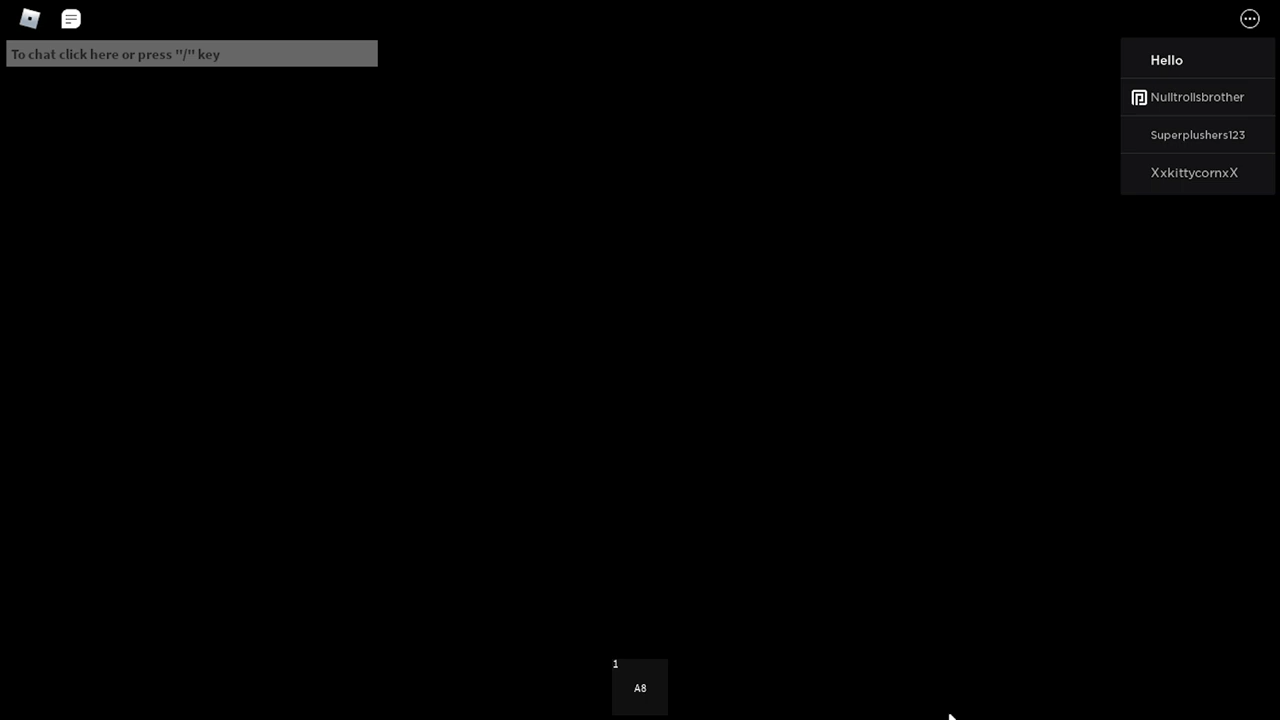 To chat click here or press "/" key
Hello
Nulltrollsbrother
Superplushers123
XxkittycornxX
1
A8